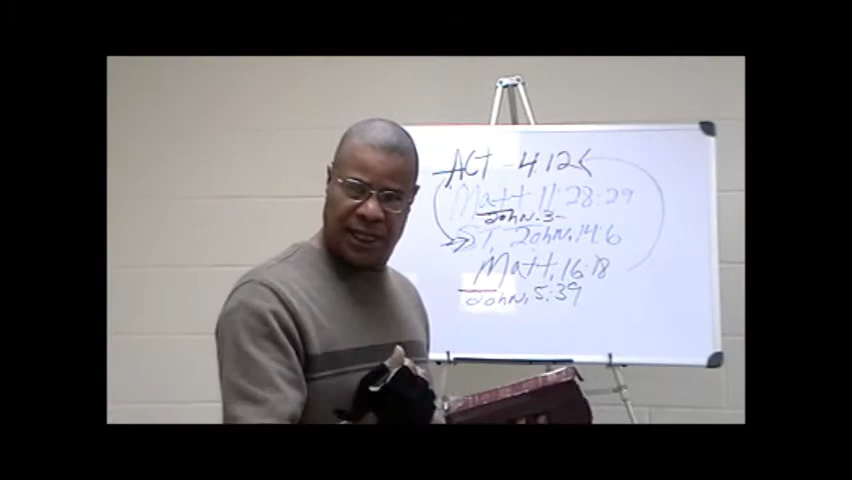 ACT - 4:12
Matt 11:28:29
John. 3-
ST. John. 14:6
Matt. 16:18
John. 5:39